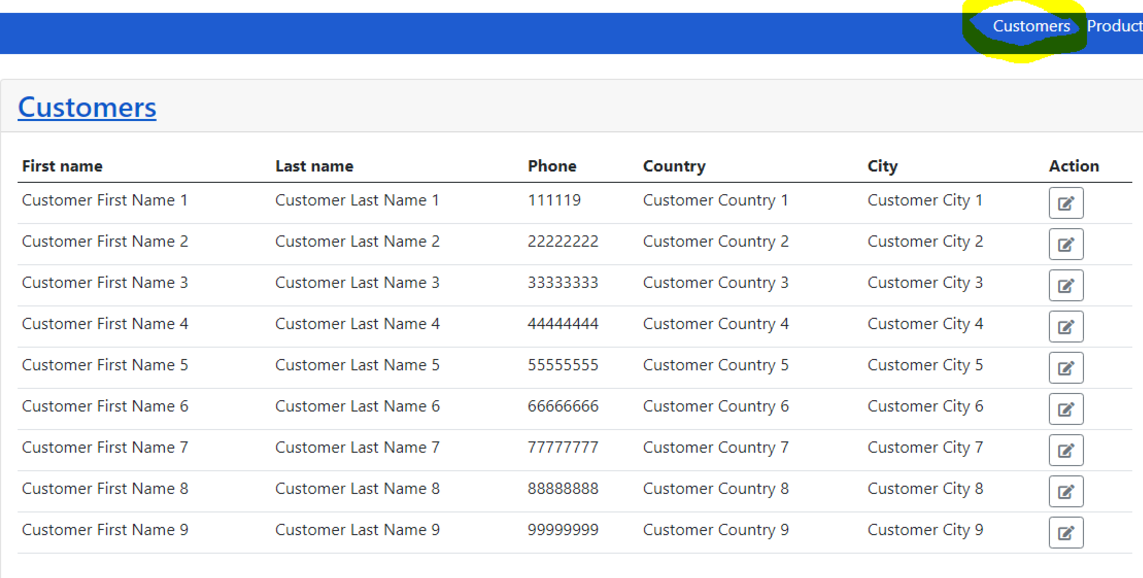 Customers Product
Customers
First name Last name Phone Country City Action
Customer First Name 1 Customer Last Name 1 111119 Customer Country 1 Customer City 1
Customer First Name 2 Customer Last Name 2 22222222 Customer Country 2 Customer City 2
Customer First Name 3 Customer Last Name 3 33333333 Customer Country 3 Customer City 3
Customer First Name 4 Customer Last Name 4 44444444 Customer Country 4 Customer City 4
Customer First Name 5 Customer Last Name 5 55555555 Customer Country 5 Customer City 5
Customer First Name 6 Customer Last Name 6 66666666 Customer Country 6 Customer City 6
Customer First Name 7 Customer Last Name 7 77777777 Customer Country 7 Customer City 7
Customer First Name 8 Customer Last Name 8 88888888 Customer Country 8 Customer City 8
Customer First Name 9 Customer Last Name 9 99999999 Customer Country 9 Customer City 9